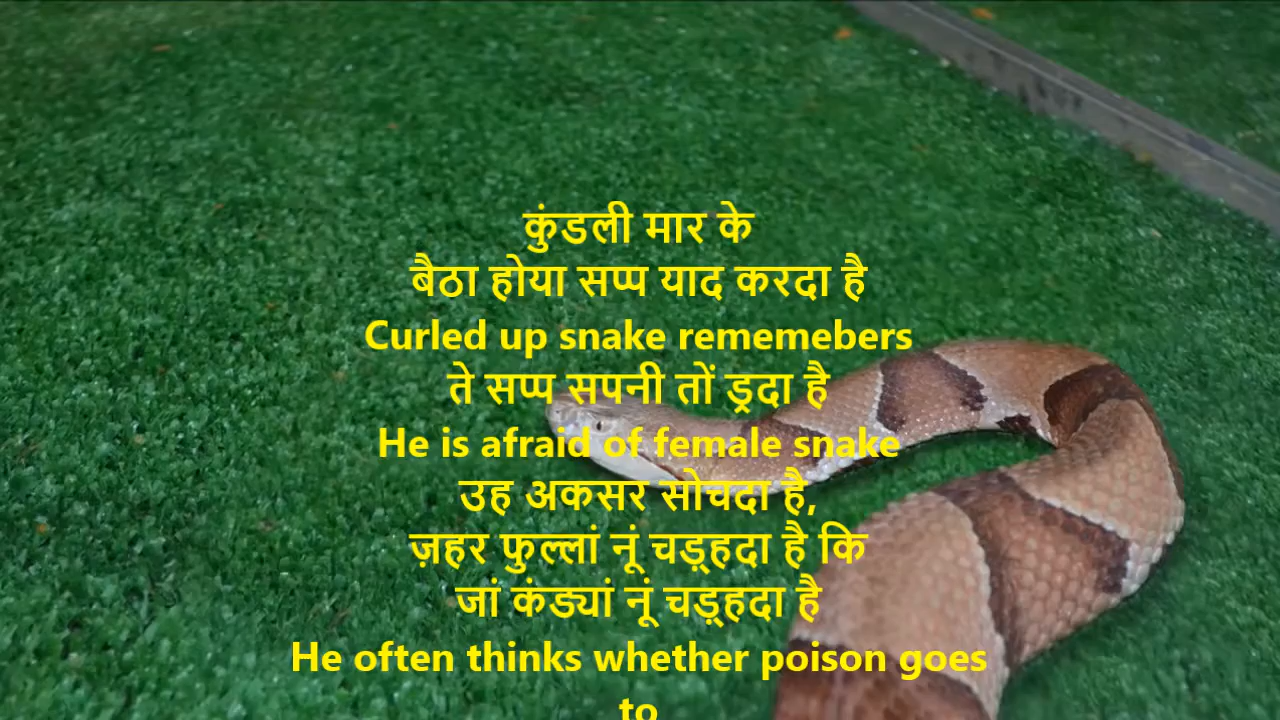 कुंडली मार के
बैठा होया सप्प याद करदा है
Curled up snake rememebers
ते सप्प सपनी तों ड्रदा है
He is afraid of female snake
उह अकसर सोचदा है,
ज़हर फुल्लां नूं चड़्हदा है कि
जां कंड्यां नूं चड़्हदा है
He often thinks whether poison goes
to